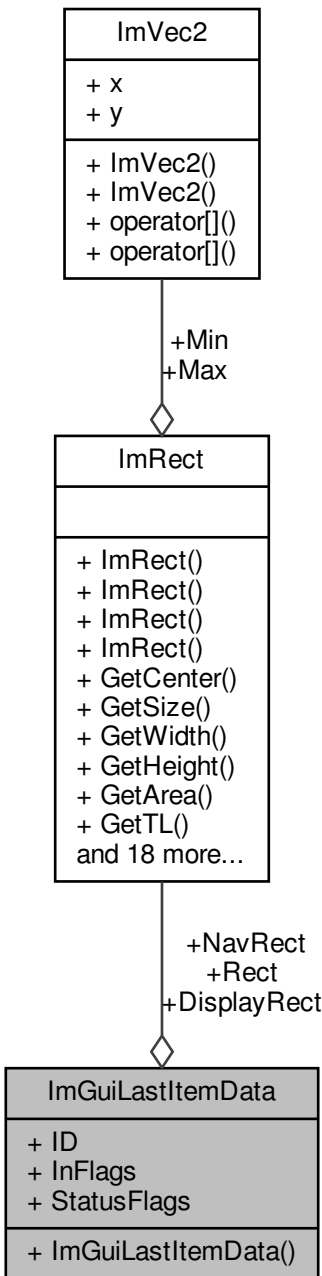 ImVec2
+ x
+ y
+ ImVec2()
+ ImVec2()
+ operator[]()
+ operator[]()
+Min
+Max
ImRect
+ ImRect()
+ ImRect()
+ ImRect()
+ ImRect()
+ GetCenter()
+ GetSize()
+ GetWidth()
+ GetHeight()
+ GetArea()
+ GetTL()
and 18 more...
+NavRect
+Rect
+DisplayRect
ImGuiLastItemData
+ ID
+ InFlags
+ StatusFlags
+ ImGuiLastItemData()